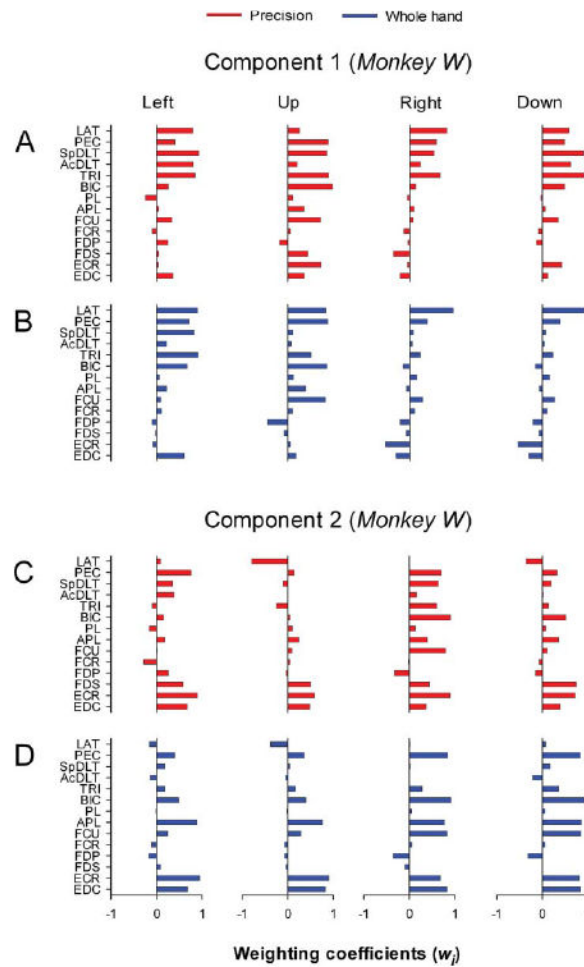 Precision Whole hand
Component 1 (Monkey W)
Left Up Right Down
A
LAT
PEC
SpDLT
AcDLT
TRI
BIC
PL
APL
FCU
FCR
FDP
FDS
ECR
EDC
B
LAT
PEC
SpDLT
AcDLT
TRI
BIC
PL
APL
FCU
FCR
FDP
FDS
ECR
EDC
Component 2 (Monkey W)
C
LAT
PEC
SpDLT
AcDLT
TRI
BIC
PL
APL
FCU
FCR
FDP
FDS
ECR
EDC
D
LAT
PEC
SpDLT
AcDLT
TRI
BIC
PL
APL
FCU
FCR
FDP
FDS
ECR
EDC
-1 0 1 -1 0 1 -1 0 1 -1 0
Weighting coefficients (wi)